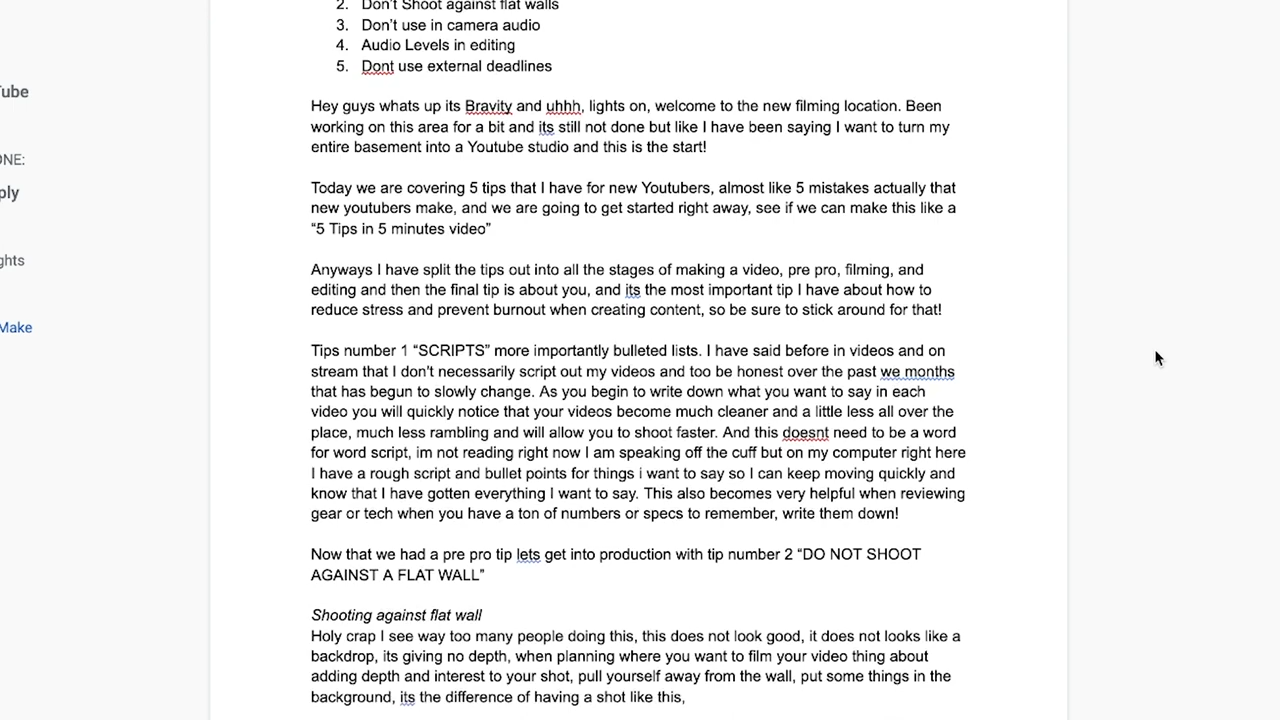 2. Don't Shoot against flat walls
3. Don't use in camera audio
4. Audio Levels in editing
5. Dont use external deadlines
ube
Hey guys whats up its Bravity and uhhh, lights on, welcome to the new filming location. Been
working on this area for a bit and its still not done but like I have been saying I want to turn my
entire basement into a Youtube studio and this is the start!
ONE:
ply
Today we are covering 5 tips that I have for new Youtubers, almost like 5 mistakes actually that
new youtubers make, and we are going to get started right away, see if we can make this like a
“5 Tips in 5 minutes video”
ghts
Anyways I have split the tips out into all the stages of making a video, pre pro, filming, and
editing and then the final tip is about you, and its the most important tip I have about how to
reduce stress and prevent burnout when creating content, so be sure to stick around for that!
Make
Tips number 1 “SCRIPTS” more importantly bulleted lists. I have said before in videos and on
stream that I don't necessarily script out my videos and too be honest over the past we months
that has begun to slowly change. As you begin to write down what you want to say in each
video you will quickly notice that your videos become much cleaner and a little less all over the
place, much less rambling and will allow you to shoot faster. And this doesnt need to be a word
for word script, im not reading right now I am speaking off the cuff but on my computer right here
I have a rough script and bullet points for things i want to say so I can keep moving quickly and
know that I have gotten everything I want to say. This also becomes very helpful when reviewing
gear or tech when you have a ton of numbers or specs to remember, write them down!
Now that we had a pre pro tip lets get into production with tip number 2 “DO NOT SHOOT
AGAINST A FLAT WALL”
Shooting against flat wall
Holy crap I see way too many people doing this, this does not look good, it does not looks like a
backdrop, its giving no depth, when planning where you want to film your video thing about
adding depth and interest to your shot, pull yourself away from the wall, put some things in the
background, its the difference of having a shot like this,